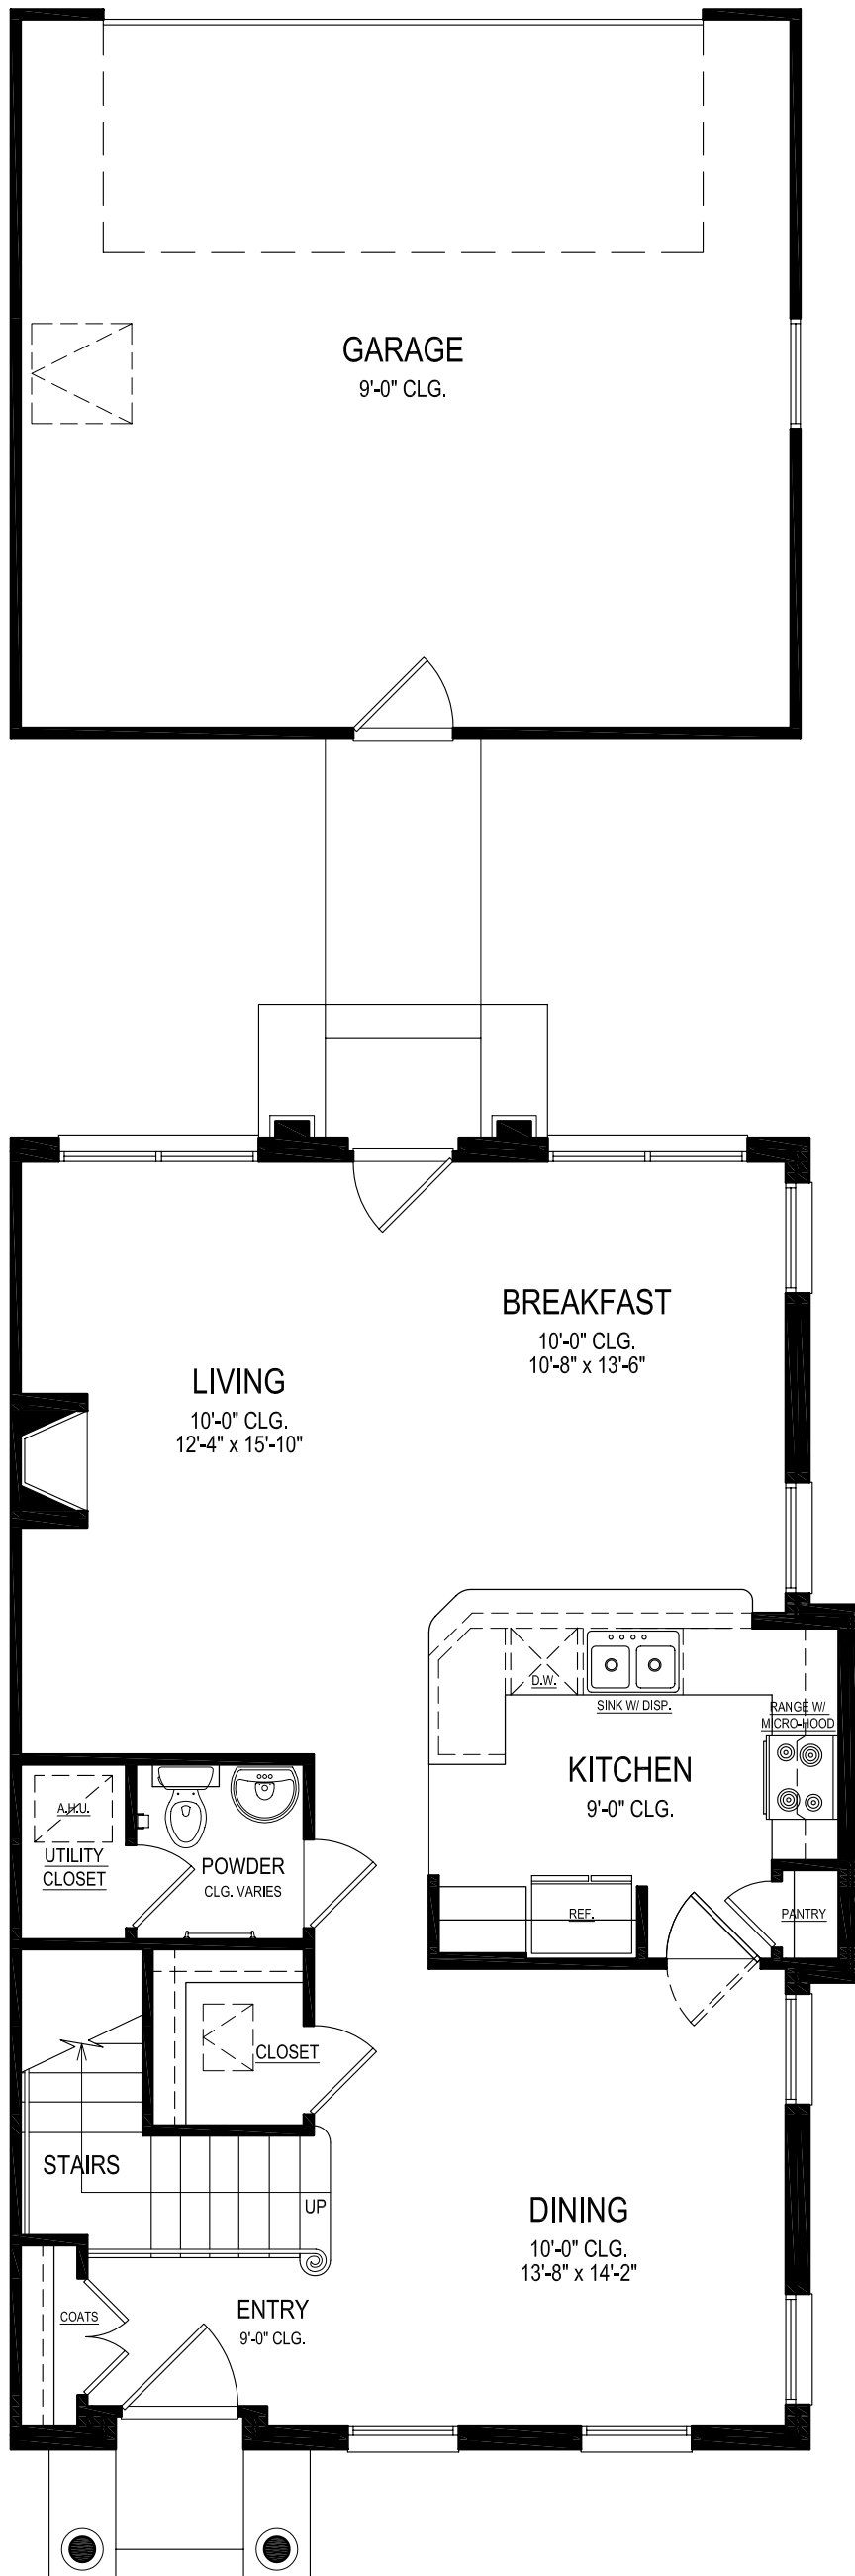 GARAGE
9'-0" CLG.
BREAKFAST
10'-0" CLG.
10'-8" x 13'-6"
LIVING
10'-0" CLG.
12'-4" x 15'-10"
D.W.
SINK W/ DISP.
RANGE W/
MICRO-HOOD
KITCHEN
9'-0" CLG.
A.H.U.
UTILITY
CLOSET
POWDER
CLG. VARIES
REF.
PANTRY
CLOSET
STAIRS
UP
DINING
10'-0" CLG.
13'-8" x 14'-2"
COATS
ENTRY
9'-0" CLG.